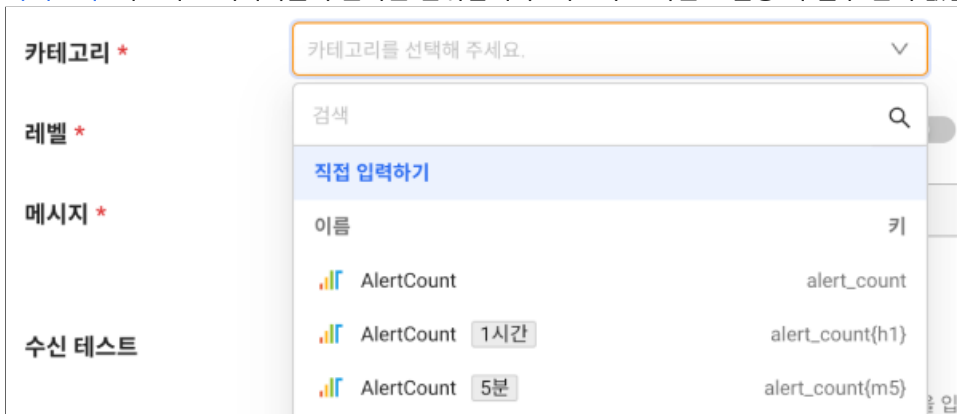 카테고리 *
카테고리를 선택해 주세요.
검색
레벨 *
직접 입력하기
메시지 *
이름 키
AlertCount alert_count
수신 테스트
AlertCount 1시간 alert_count{h1}
AlertCount 5분 alert_count{m5}